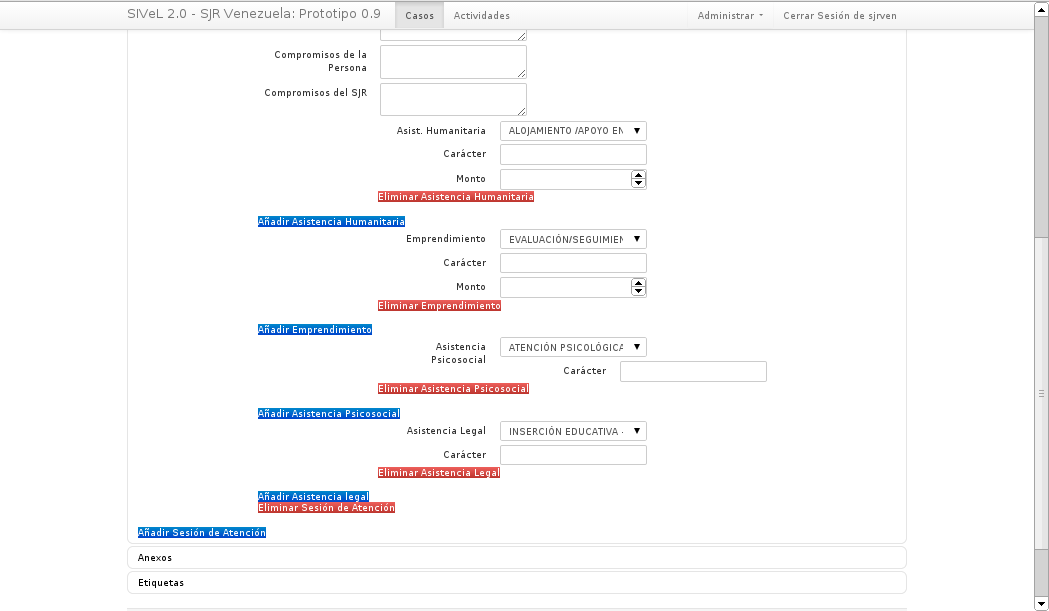 SIVeL 2.0 - SJR Venezuela: Prototipo 0.9 Casos Actividades Administrar Cerrar Sesión de sjrven
Compromisos de la
Persona
Compromisos del SJR
Asist. Humanitaria ALOJAMIENTO /APOYO EN
Carácter
Monto
Eliminar Asistencia Humanitaria
Añadir Asistencia Humanitaria
Emprendimiento EVALUACIÓN/SEGUIMIEN
Carácter
Monto
Eliminar Emprendimiento
Añadir Emprendimiento
Asistencia
Psicosocial ATENCIÓN PSICOLÓGICA
Carácter
Eliminar Asistencia Psicosocial
Añadir Asistencia Psicosocial
Asistencia Legal INSERCIÓN EDUCATIVA -
Carácter
Eliminar Asistencia Legal
Añadir Asistencia legal
Eliminar Sesión de Atención
Añadir Sesión de Atención
Anexos
Etiquetas